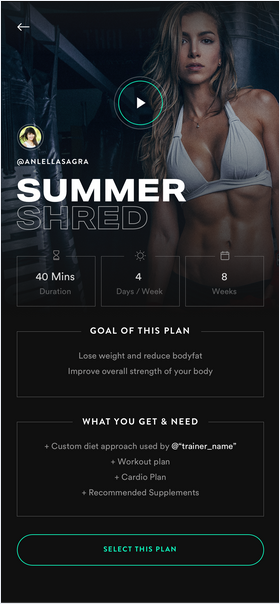 @ANLELLASAGRA
SUMMER
SHRED
40 Mins
Duration
4
Days / Week
8
Weeks
GOAL OF THIS PLAN
Lose weight and reduce bodyfat
Improve overall strength of your body
WHAT YOU GET & NEED
+ Custom diet approach used by @"trainer_name"
+ Workout plan
+ Cardio Plan
+ Recommended Supplements
SELECT THIS PLAN